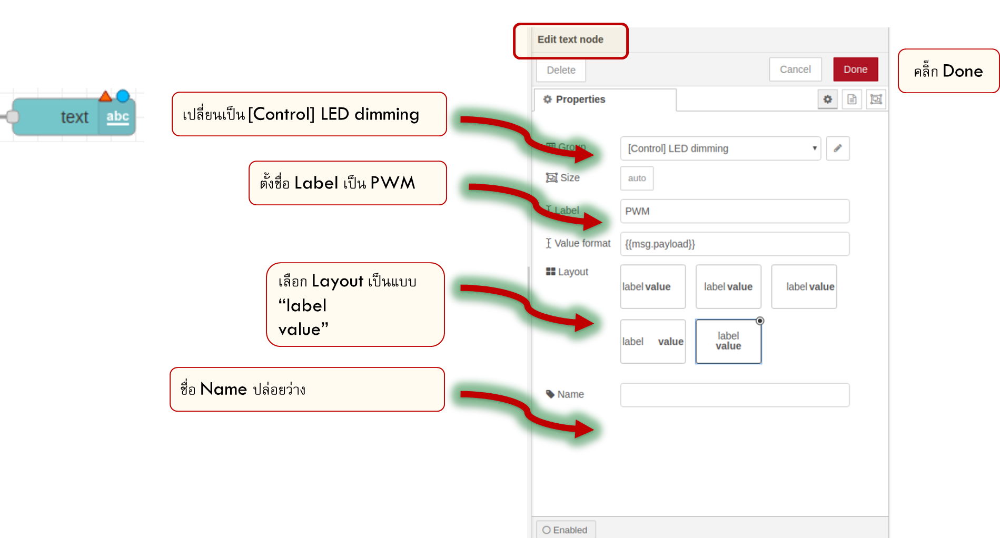 text abc
เปลี่ยนเป็น [Control] LED dimming
ตั้งชื่อ Label เป็น PWM
เลือก Layout เป็นแบบ
“label
value”
ชื่อ Name ปล่อยว่าง
Edit text node
Delete
Cancel
Done
Properties
Group
[Control] LED dimming
Size
auto
Label
PWM
Value format
{{msg.payload}}
Layout
label value
label value
label value
label value
label
value
Name
Enabled
คลิ๊ก Done